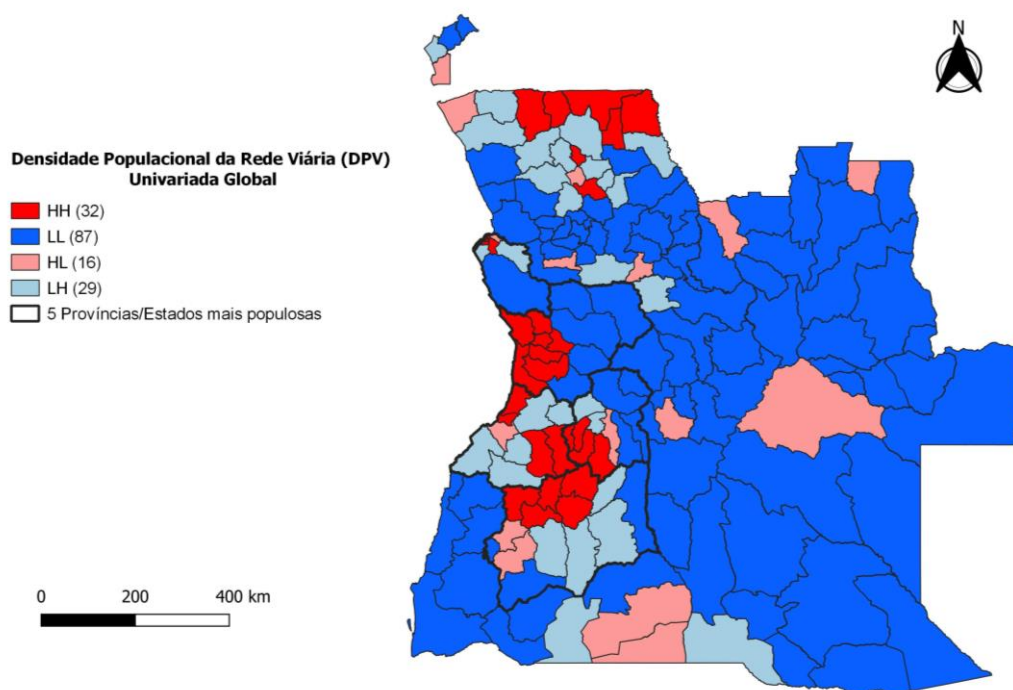 N
Densidade Populacional da Rede Viária (DPV)
Univariada Global
HH (32)
LL (87)
HL (16)
LH (29)
5 Províncias/Estados mais populosas
0 200 400 km